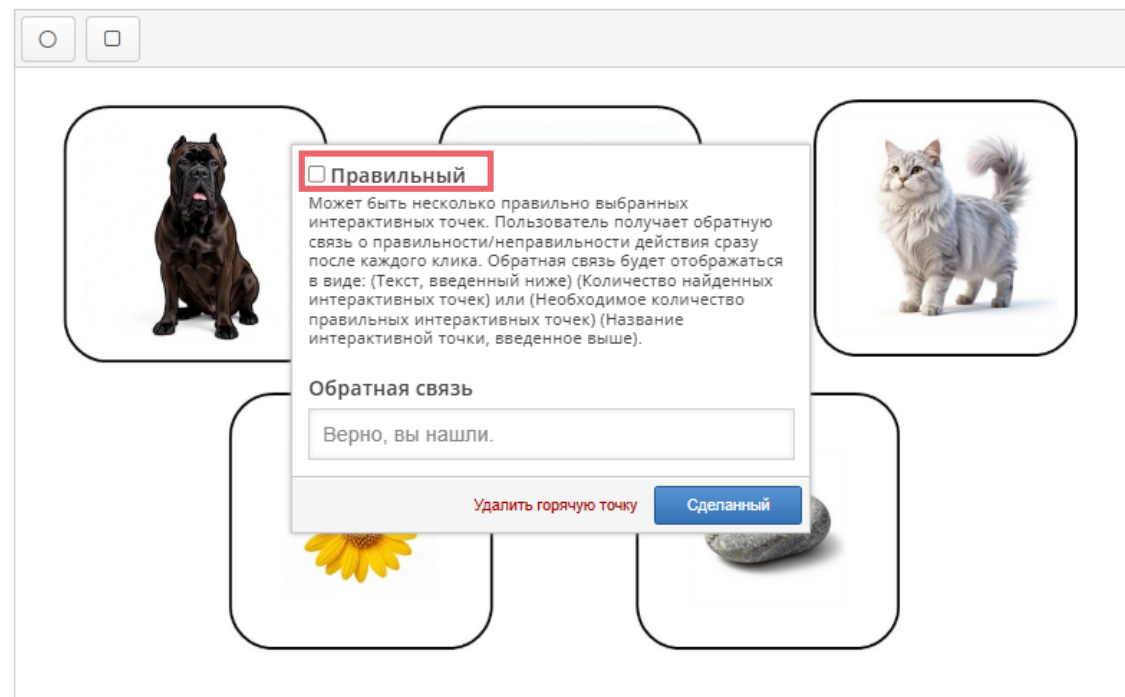 Правильный
Может быть несколько правильно выбранных
интерактивных точек. Пользователь получает обратную
связь о правильности/неправильности действия сразу
после каждого клика. Обратная связь будет отображаться
в виде: (Текст, введенный ниже) (Количество найденных
интерактивных точек) или (Необходимое количество
правильных интерактивных точек) (Название
интерактивной точки, введенное выше).
Обратная связь
Верно, вы нашли.
Удалить горячую точку
Сделанный